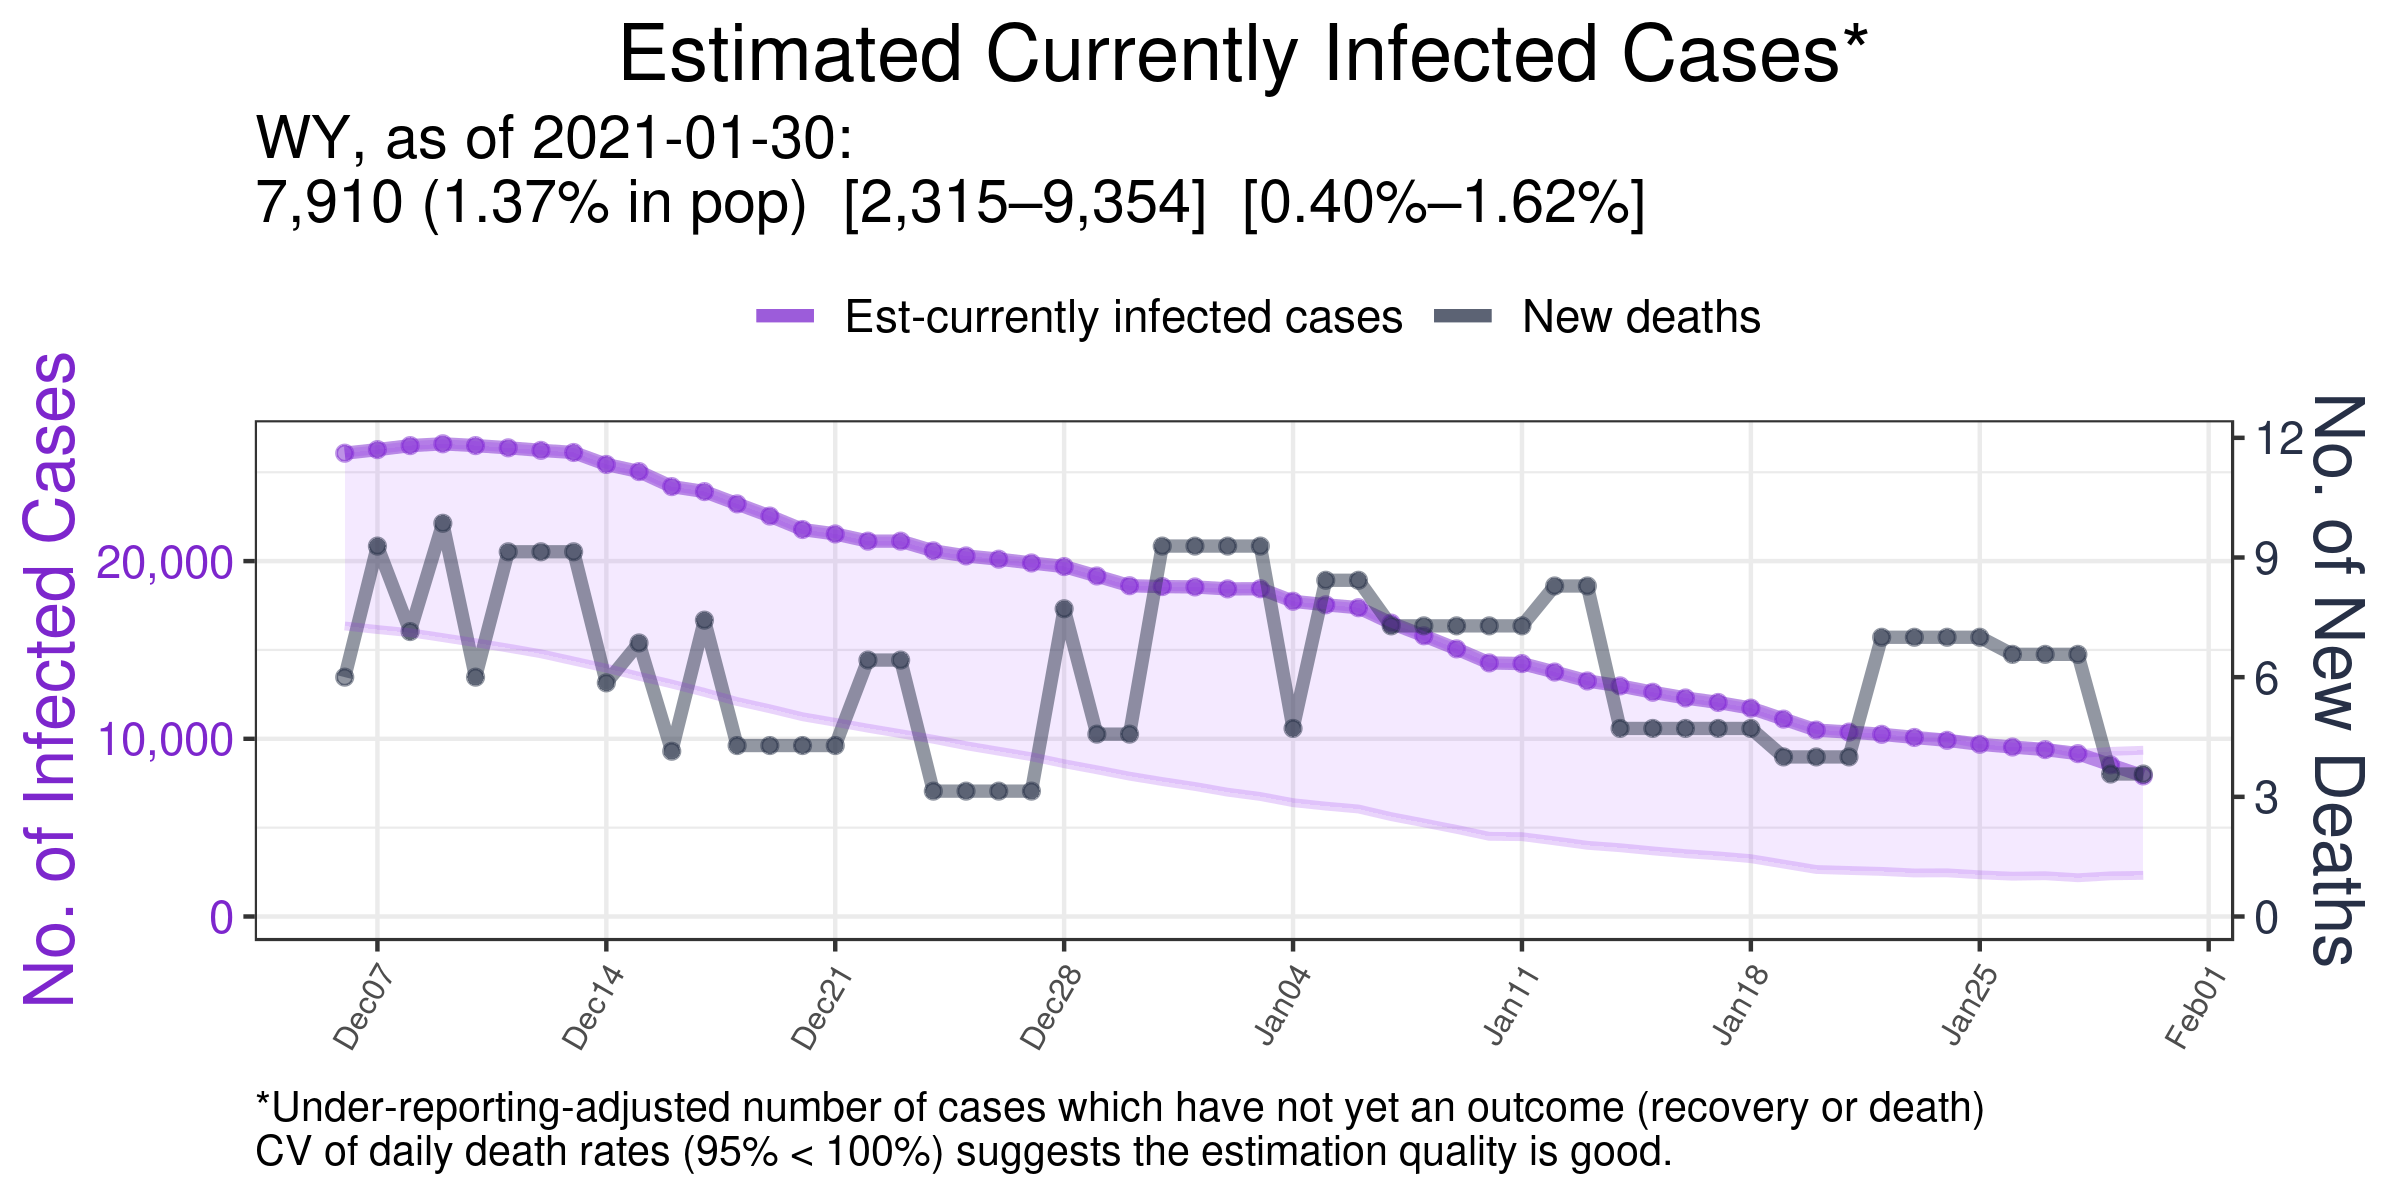 Estimated Currently Infected Cases*
WY, as of 2021-01-30:
7,910 (1.37% in pop)  [2,315–9,354]  [0.40%–1.62%]
Est-currently infected cases
New deaths
No. of Infected Cases
20,000
10,000
0
12
9
6
3
0
No. of New Deaths
Dec07
Dec14
Dec21
Dec28
Jan04
Jan11
Jan18
Jan25
Feb01
*Under-reporting-adjusted number of cases which have not yet an outcome (recovery or death)
CV of daily death rates (95% < 100%) suggests the estimation quality is good.